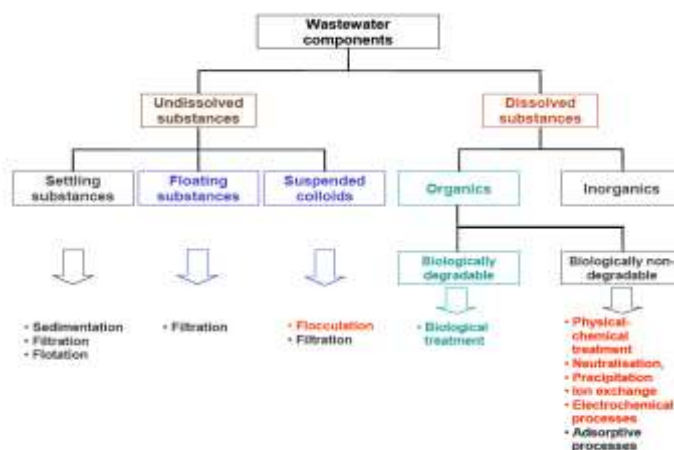 Wastewater
components
Undissolved
substances
Dissolved
substances
Settling
substances
Floating
substances
Suspended
colloids
Organics
Inorganics
Biologically
degradable
Biologically non-
degradable
• Sedimentation
• Filtration
• Flotation
• Filtration
• Flocculation
• Filtration
• Biological
treatment
• Physical-
chemical
treatment
• Neutralisation,
• Precipitation
• Ion exchange
• Electrochemical
processes
• Adsorptive
processes